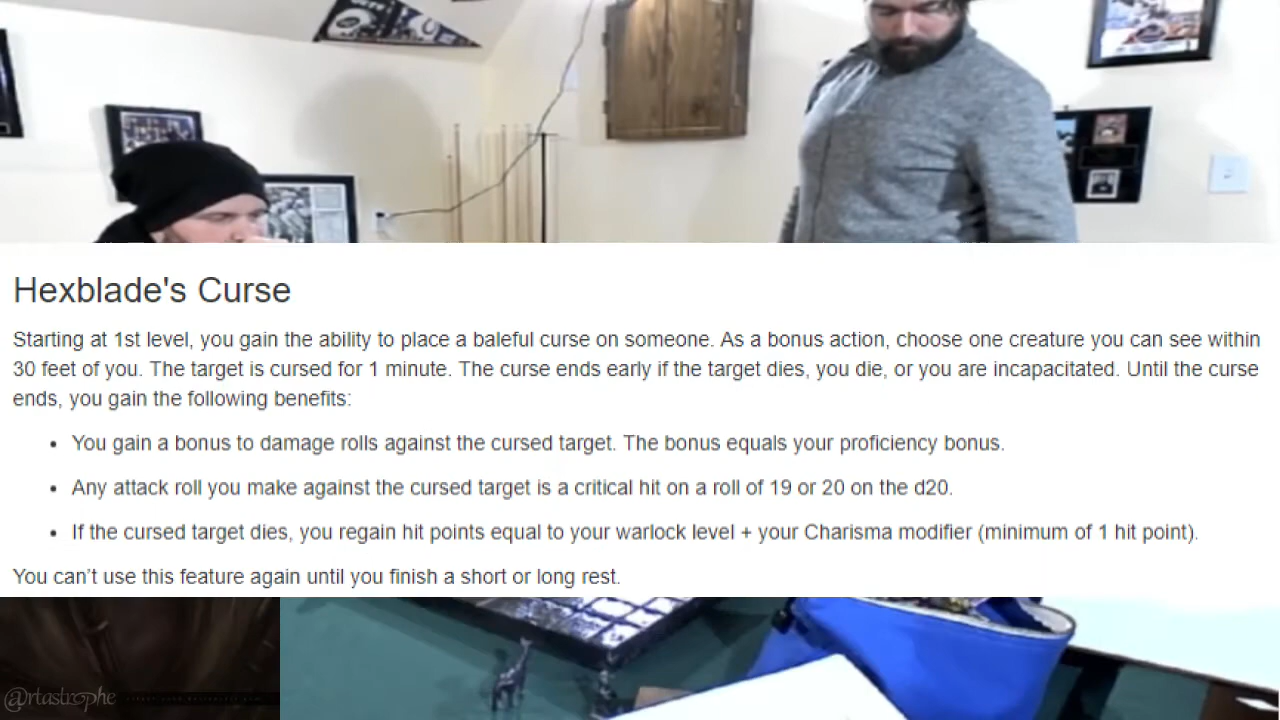 Hexblade's Curse
Starting at 1st level, you gain the ability to place a baleful curse on someone. As a bonus action, choose one creature you can see within
30 feet of you. The target is cursed for 1 minute. The curse ends early if the target dies, you die, or you are incapacitated. Until the curse
ends, you gain the following benefits:
• You gain a bonus to damage rolls against the cursed target. The bonus equals your proficiency bonus.
• Any attack roll you make against the cursed target is a critical hit on a roll of 19 or 20 on the d20.
• If the cursed target dies, you regain hit points equal to your warlock level + your Charisma modifier (minimum of 1 hit point).
You can’t use this feature again until you finish a short or long rest.
@rtastrophe